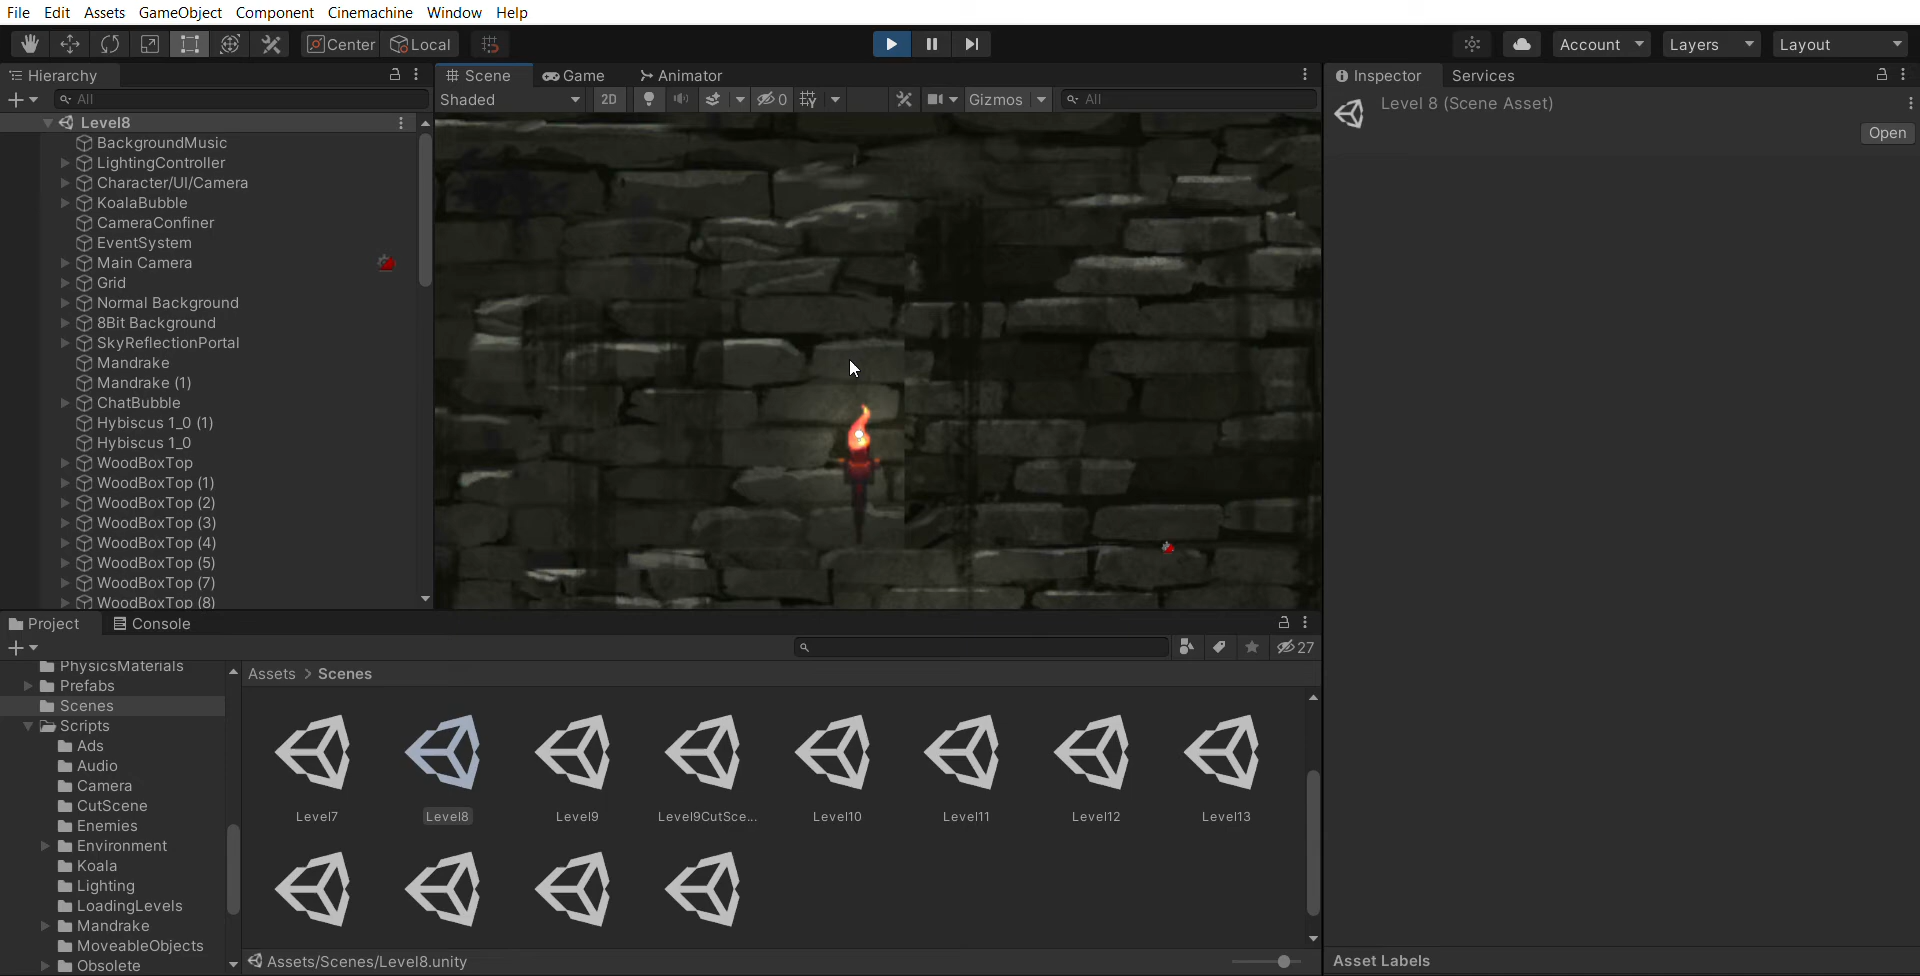 File Edit Assets GameObject Component Cinemachine Window Help
Center Local Account Layers Layout
Hierarchy
All
Level8
BackgroundMusic
LightingController
Character/UI/Camera
KoalaBubble
CameraConfiner
EventSystem
Main Camera
Grid
Normal Background
8Bit Background
SkyReflectionPortal
Mandrake
Mandrake (1)
ChatBubble
Hybiscus 1_0 (1)
Hybiscus 1_0
WoodBoxTop
WoodBoxTop (1)
WoodBoxTop (2)
WoodBoxTop (3)
WoodBoxTop (4)
WoodBoxTop (5)
WoodBoxTop (7)
WoodBoxTop (8)
Scene Game Animator
Shaded 2D 0 Gizmos All
Inspector Services
Level 8 (Scene Asset)
Open
Project Console
27
PhysicsMaterials
Prefabs
Scenes
Scripts
Ads
Audio
Camera
CutScene
Enemies
Environment
Koala
Lighting
LoadingLevels
Mandrake
MoveableObjects
Obsolete
Assets > Scenes
Level7 Level8 Level9 Level9CutSce... Level10 Level11 Level12 Level13
Assets/Scenes/Level8.unity
Asset Labels